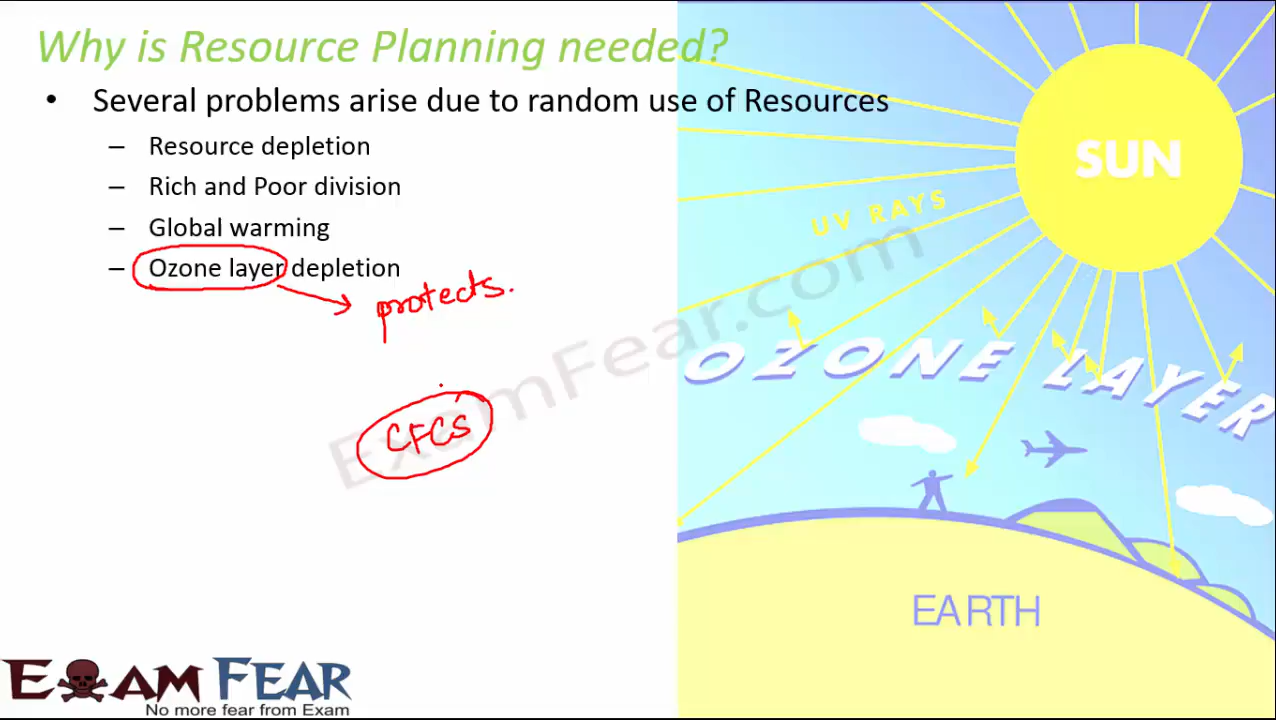 Why is Resource Planning needed?
• Several problems arise due to random use of Resources
– Resource depletion
– Rich and Poor division
– Global warming
– Ozone layer depletion
protects.
CFCs
SUN
UV RAYS
OZONE LAYER
EARTH
ExamFear.com
EXAM FEAR
No more fear from Exam